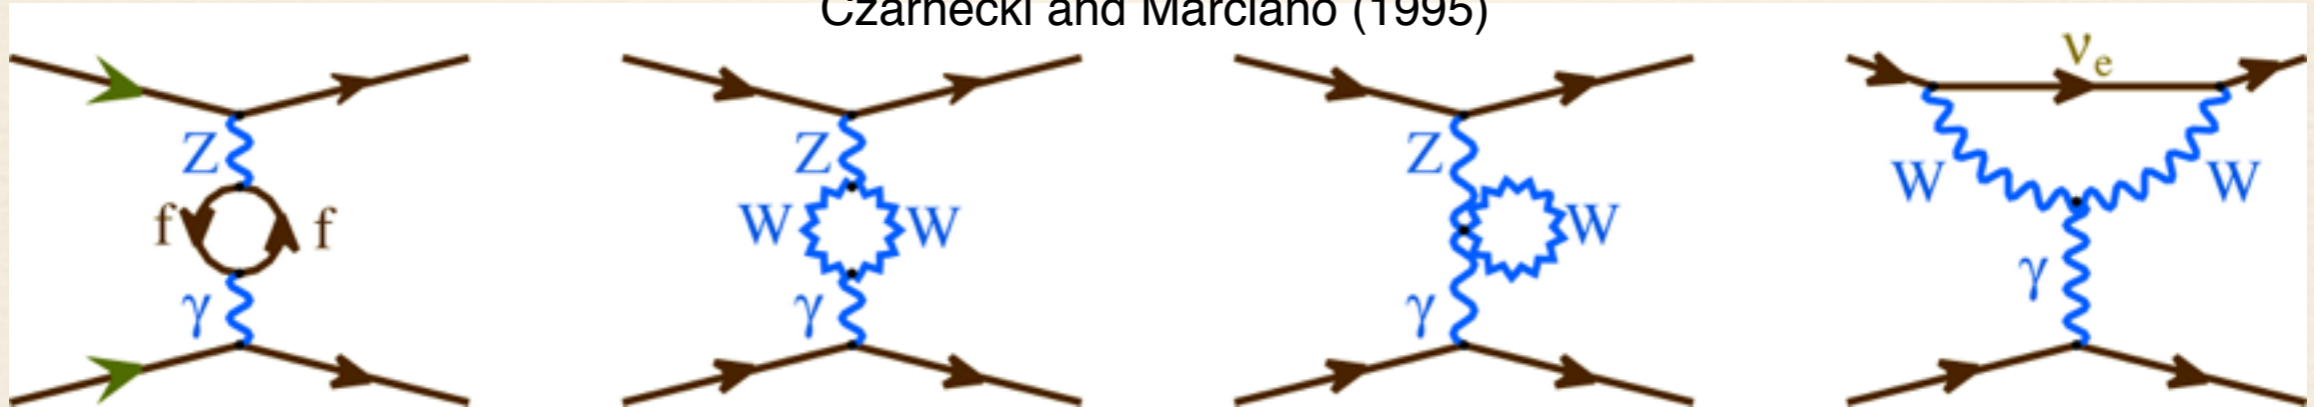 Czarnecki and Marciano (1995)
Z
f f
γ
Z
W W
γ
Z
W
γ
νe
W W
γ